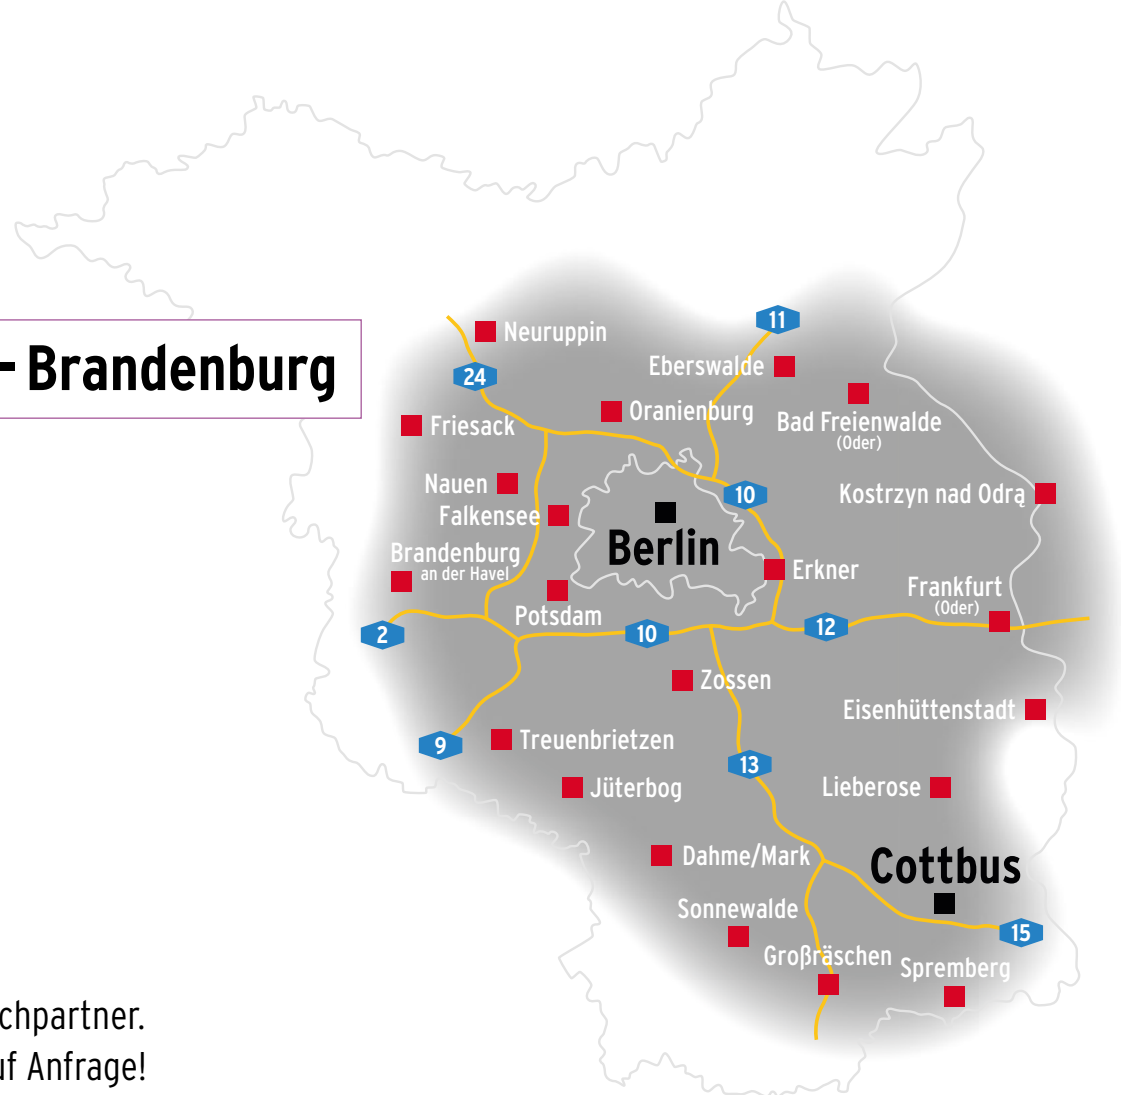 11
Neuruppin
– Brandenburg
Eberswalde
24
Oranienburg
Bad Freienwalde
(Oder)
Friesack
Nauen
10
Kostrzyn nad Odrą
Falkensee
Berlin
Brandenburg
an der Havel
Erkner
Frankfurt
(Oder)
Potsdam
2
10
12
Zossen
Eisenhüttenstadt
9
Treuenbrietzen
13
Jüterbog
Lieberose
Dahme/Mark
Cottbus
Sonnewalde
15
Großräschen
Spremberg
chpartner.
uf Anfrage!